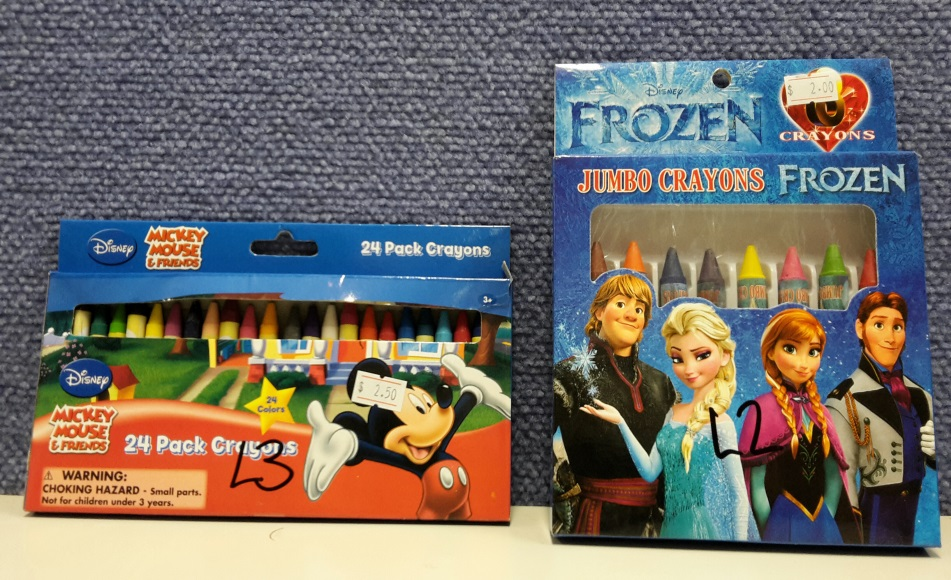 Disney
MICKEY
MOUSE
& FRIENDS
24 Pack Crayons
3+
Disney
MICKEY
MOUSE
& FRIENDS
24 Pack Crayons
24
Colors
$ 2.50
L3
WARNING:
CHOKING HAZARD - Small parts.
Not for children under 3 years.
Disney
FROZEN
$ 2.00
CRAYONS
JUMBO CRAYONS FROZEN
L2